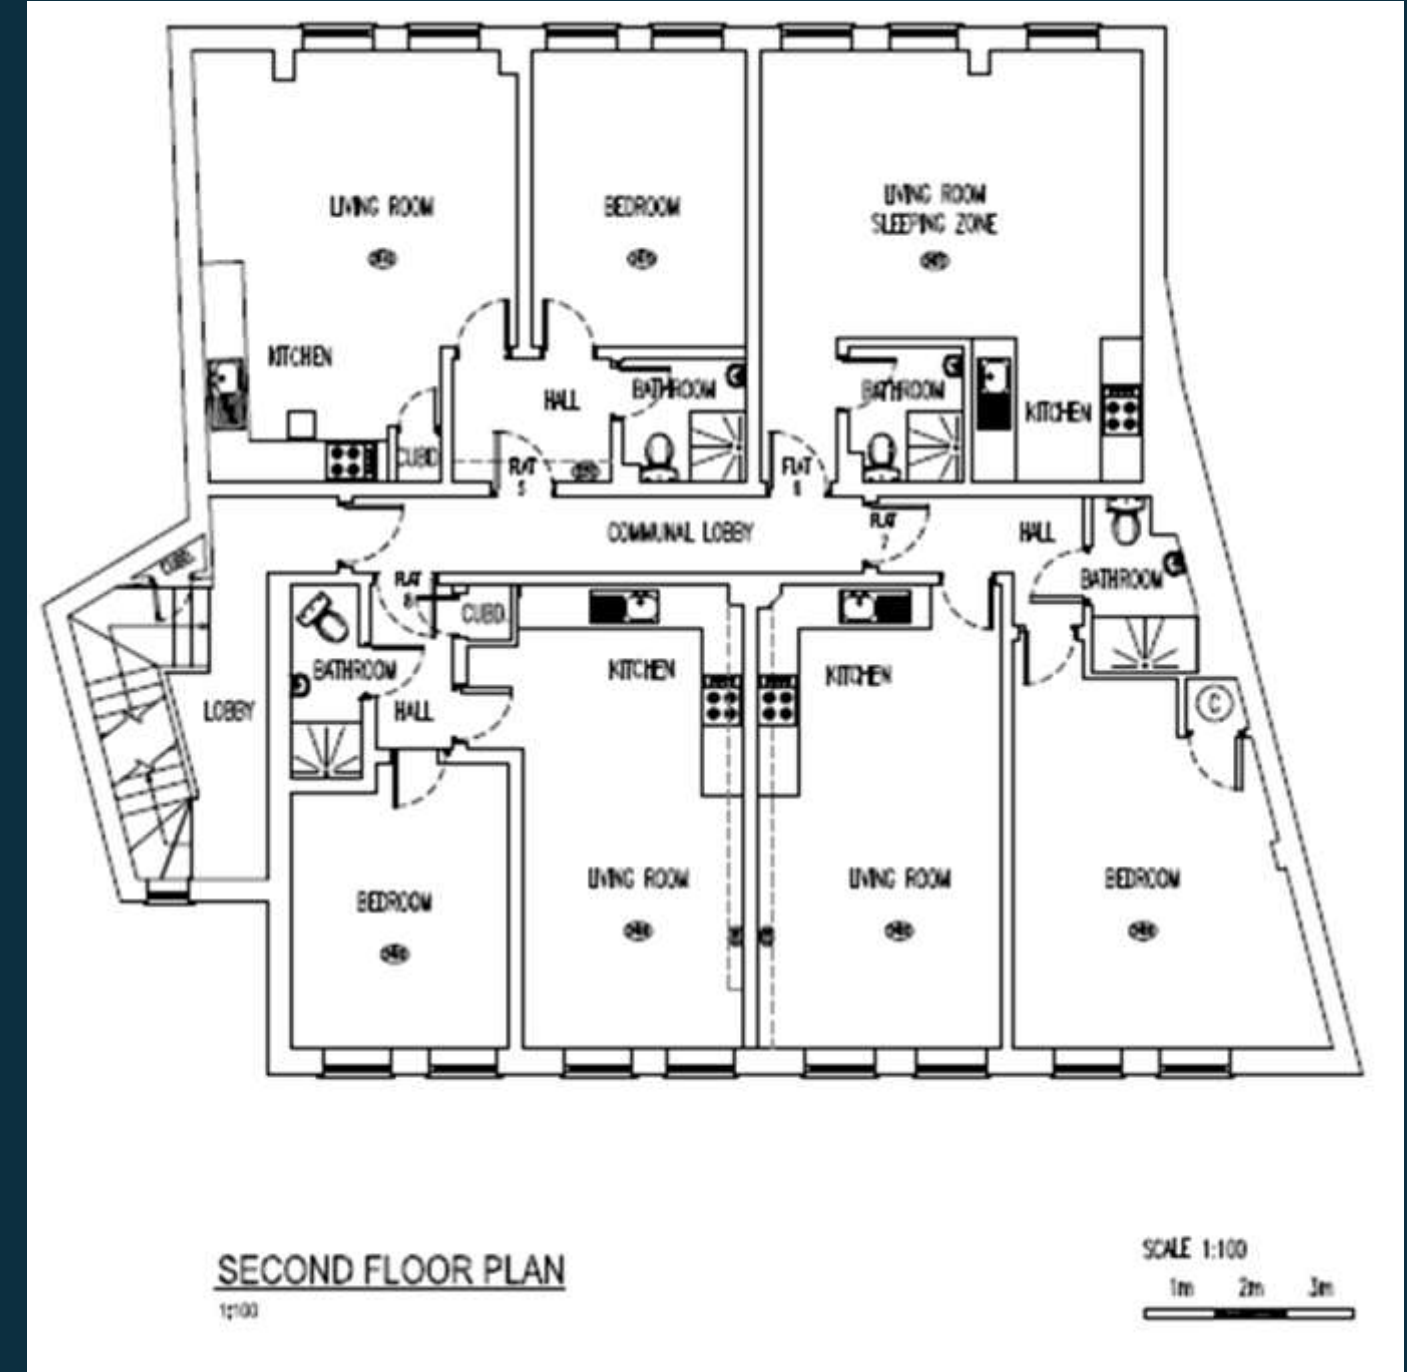 LIVING ROOM
BEDROOM
LIVING ROOM
SLEEPING ZONE
KITCHEN
HALL
BATHROOM
BATHROOM
KITCHEN
CUBD
FLAT
5
FLAT
6
COMMUNAL LOBBY
FLAT
7
HALL
CUBD.
FLAT
8
CUBD.
BATHROOM
BATHROOM
KITCHEN
KITCHEN
LOBBY
HALL
C
LIVING ROOM
LIVING ROOM
BEDROOM
BEDROOM
SECOND FLOOR PLAN
1:100
SCALE 1:100
1m 2m 3m